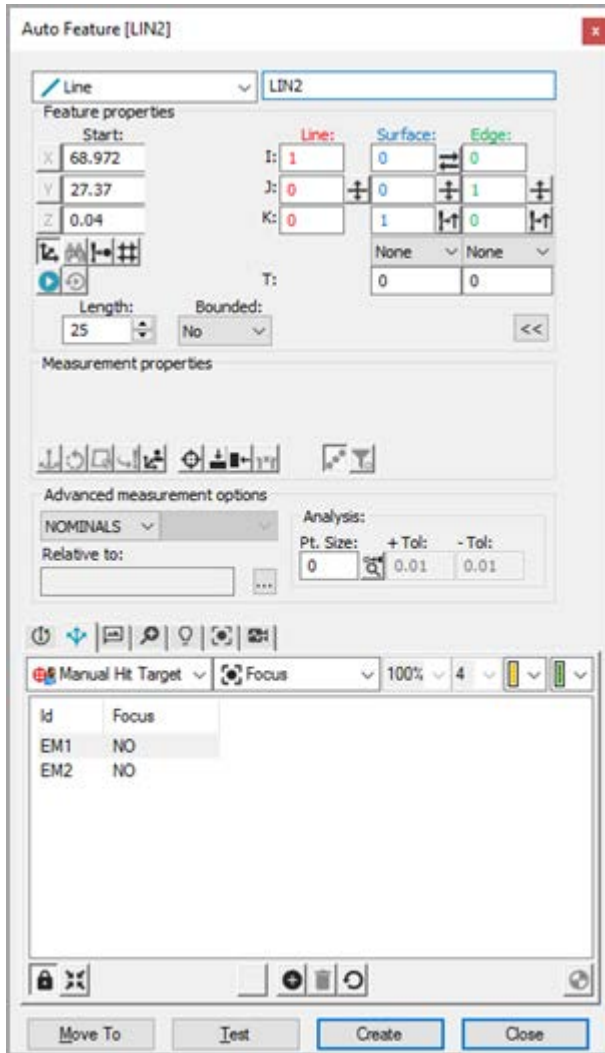 Auto Feature [LIN2]
x
Line LIN2
Feature properties
Start: Line: Surface: Edge:
X 68.972 I: 1 0 0
Y 27.37 J: 0 0 1
Z 0.04 K: 0 1 0
None None
T: 0 0
Length: Bounded:
25 No <<
Measurement properties
Advanced measurement options
NOMINALS Analysis:
Pt. Size: + Tol: - Tol:
Relative to: 0 0.01 0.01
...
Manual Hit Target Focus 100% 4
Id Focus
EM1 NO
EM2 NO
Move To Test Create Close